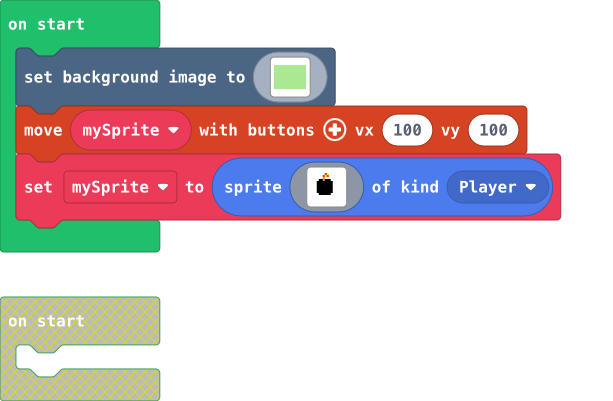 on start
set background image to
move mySprite with buttons vx 100 vy 100
set mySprite to sprite of kind Player
on start